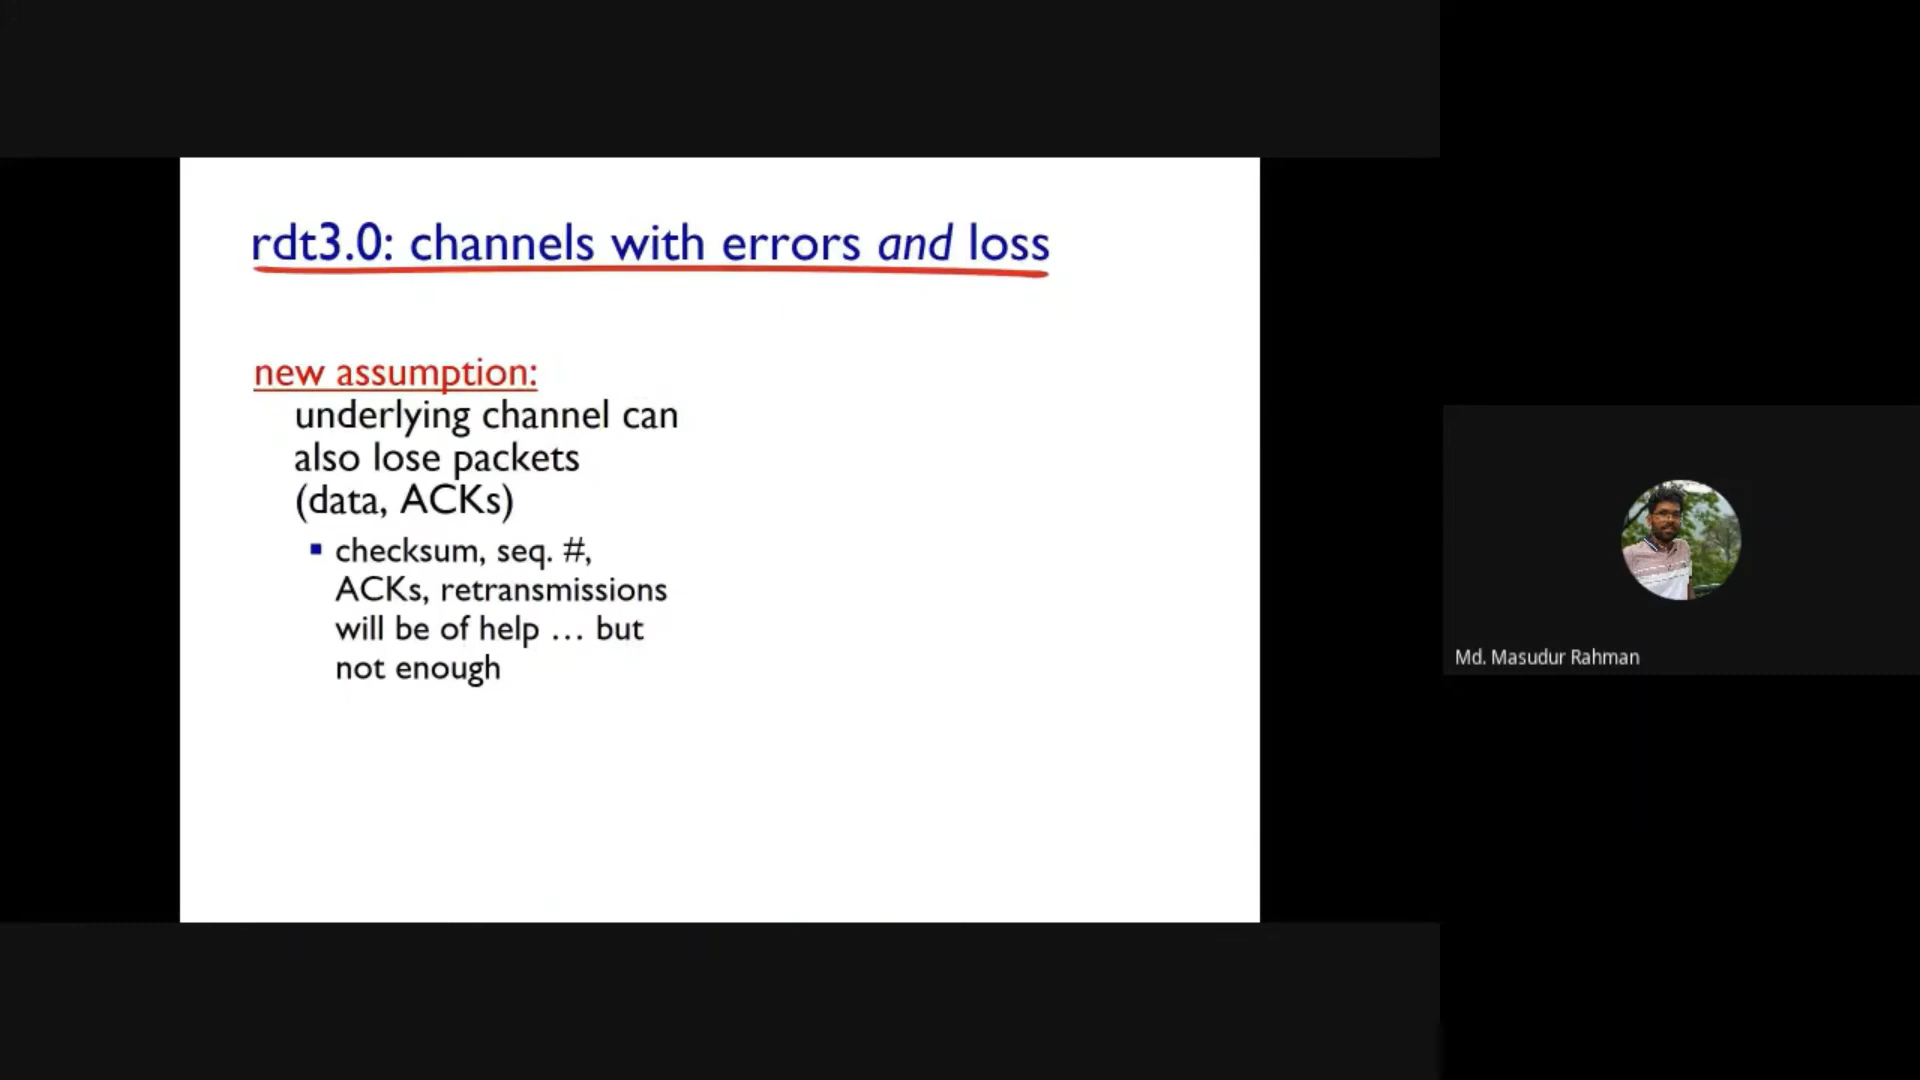 rdt3.0: channels with errors and loss
new assumption:
underlying channel can
also lose packets
(data, ACKs)
checksum, seq. #,
ACKs, retransmissions
will be of help … but
not enough
Md. Masudur Rahman